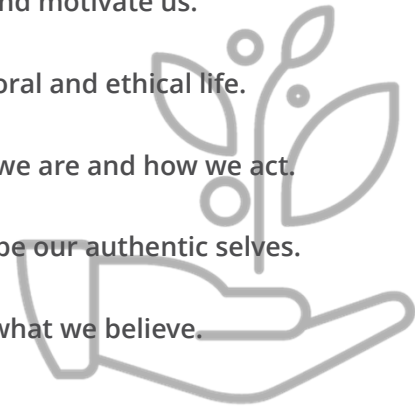 and motivate us.
oral and ethical life.
we are and how we act.
be our authentic selves.
what we believe.